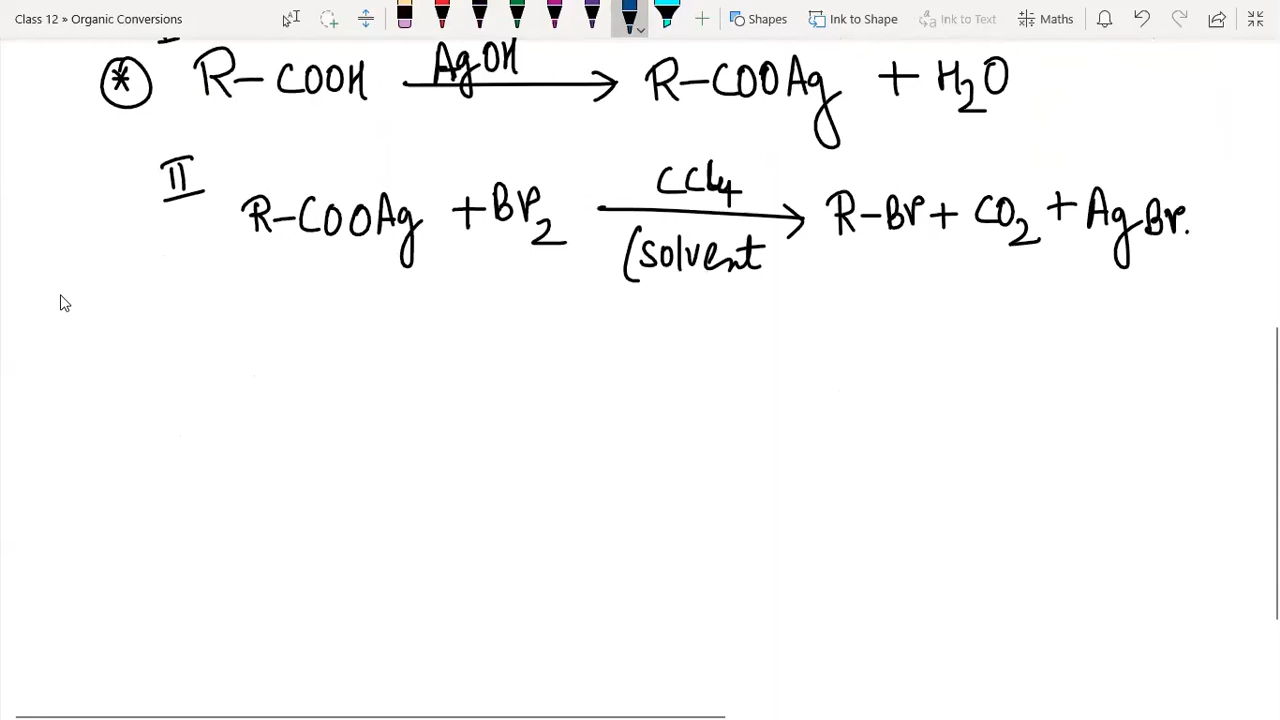 Class 12 » Organic Conversions Shapes Ink to Shape Ink to Text Maths
I
* R-COOH AgOH → R-COOAg + H₂O
II
CCl₄
R-COOAg + Br₂ → R-Br + CO₂ + AgBr.
(solvent